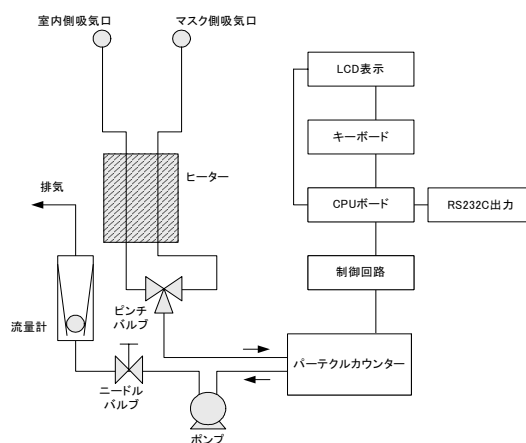 室内側吸気口
マスク側吸気口
LCD表示
キーボード
ヒーター
排気
CPUボード
RS232C出力
制御回路
ピンチ
バルブ
流量計
パーテクルカウンター
ニードル
バルブ
ポンプ